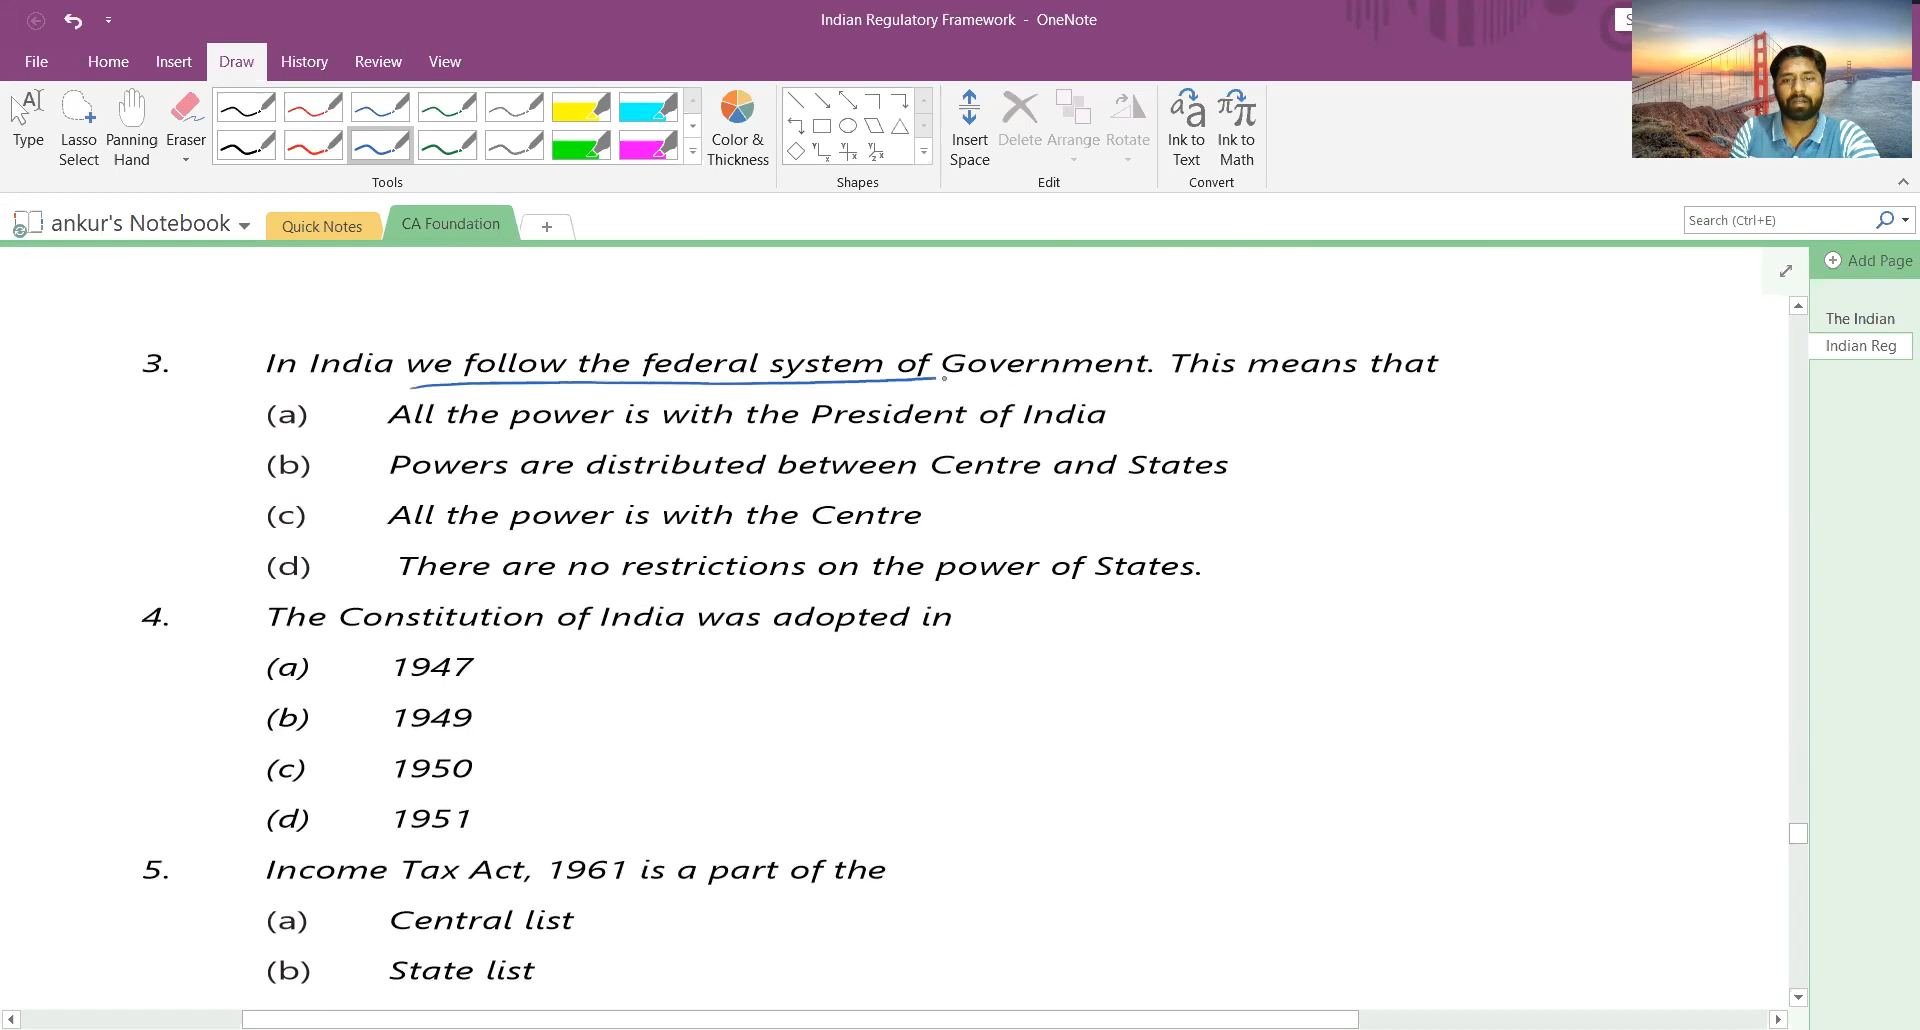 Indian Regulatory Framework - OneNote
File Home Insert Draw History Review View
Type
Lasso Select
Panning Hand
Eraser
Color & Thickness
Insert Space
Delete Arrange Rotate
Ink to Text
Ink to Math
Tools Shapes Edit Convert
ankur's Notebook Quick Notes CA Foundation +
Search (Ctrl+E)
Add Page
The Indian
Indian Reg
3. In India we follow the federal system of Government. This means that
(a) All the power is with the President of India
(b) Powers are distributed between Centre and States
(c) All the power is with the Centre
(d) There are no restrictions on the power of States.
4. The Constitution of India was adopted in
(a) 1947
(b) 1949
(c) 1950
(d) 1951
5. Income Tax Act, 1961 is a part of the
(a) Central list
(b) State list